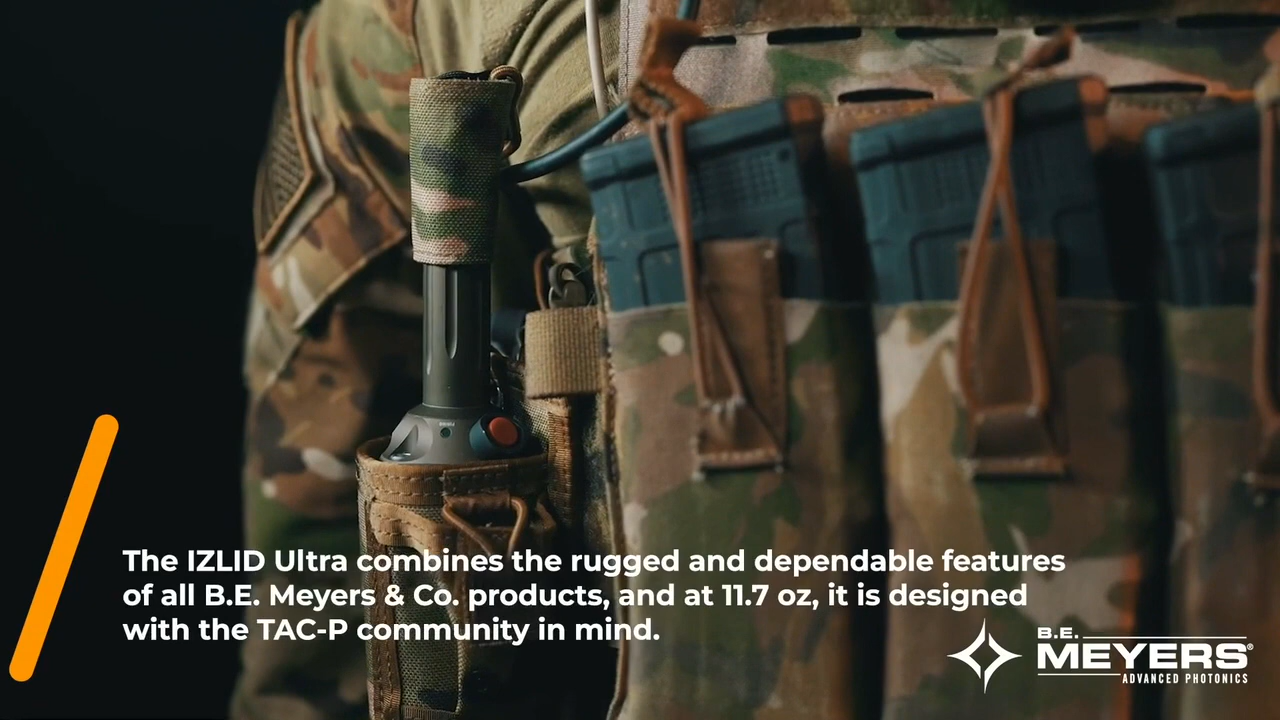 The IZLID Ultra combines the rugged and dependable features
of all B.E. Meyers & Co. products, and at 11.7 oz, it is designed
with the TAC-P community in mind.
B.E.
MEYERS®
ADVANCED PHOTONICS